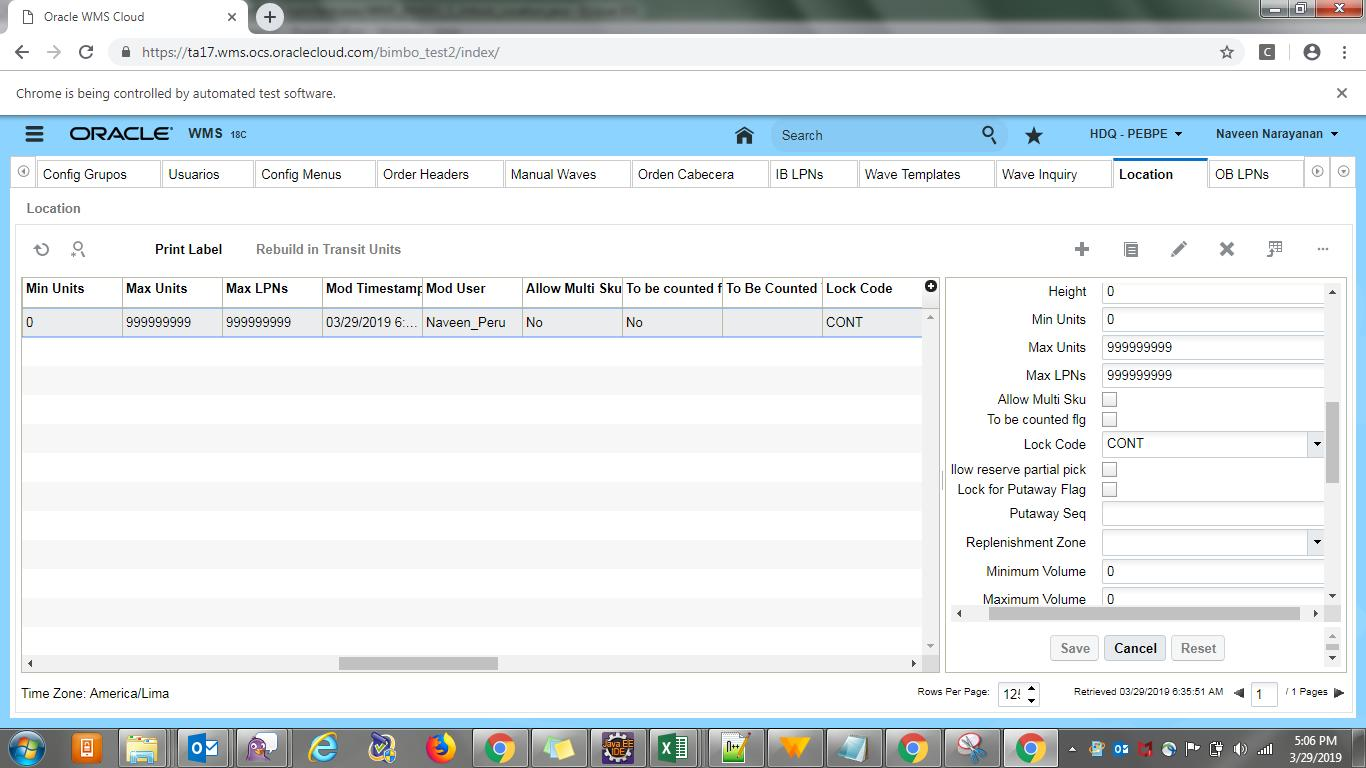 Oracle WMS Cloud
https://ta17.wms.ocs.oraclecloud.com/bimbo_test2/index/
C
Chrome is being controlled by automated test software.
ORACLE WMS 18C
Search
HDQ - PEBPE
Naveen Narayanan
Config Grupos
Usuarios
Config Menus
Order Headers
Manual Waves
Orden Cabecera
IB LPNs
Wave Templates
Wave Inquiry
Location
OB LPNs
Location
Print Label
Rebuild in Transit Units
Min Units Max Units Max LPNs Mod Timestamp Mod User Allow Multi Sku To be counted f To Be Counted Lock Code
0 999999999 999999999 03/29/2019 6:... Naveen_Peru No No CONT
Height 0
Min Units 0
Max Units 999999999
Max LPNs 999999999
Allow Multi Sku
To be counted flg
Lock Code CONT
llow reserve partial pick
Lock for Putaway Flag
Putaway Seq
Replenishment Zone
Minimum Volume 0
Maximum Volume 0
Save Cancel Reset
Time Zone: America/Lima
Rows Per Page: 12
Retrieved 03/29/2019 6:35:51 AM
1 / 1 Pages
Java EE
IDE
5:06 PM
3/29/2019